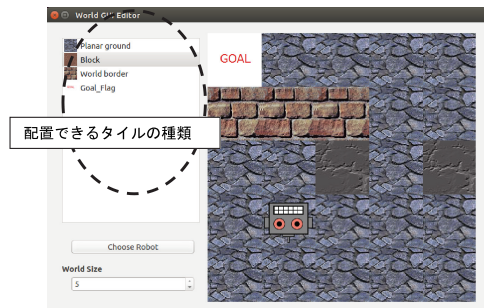 World GUI Editor
Planar ground
Block
World border
Goal_Flag
配置できるタイルの種類
Choose Robot
World Size
5
GOAL